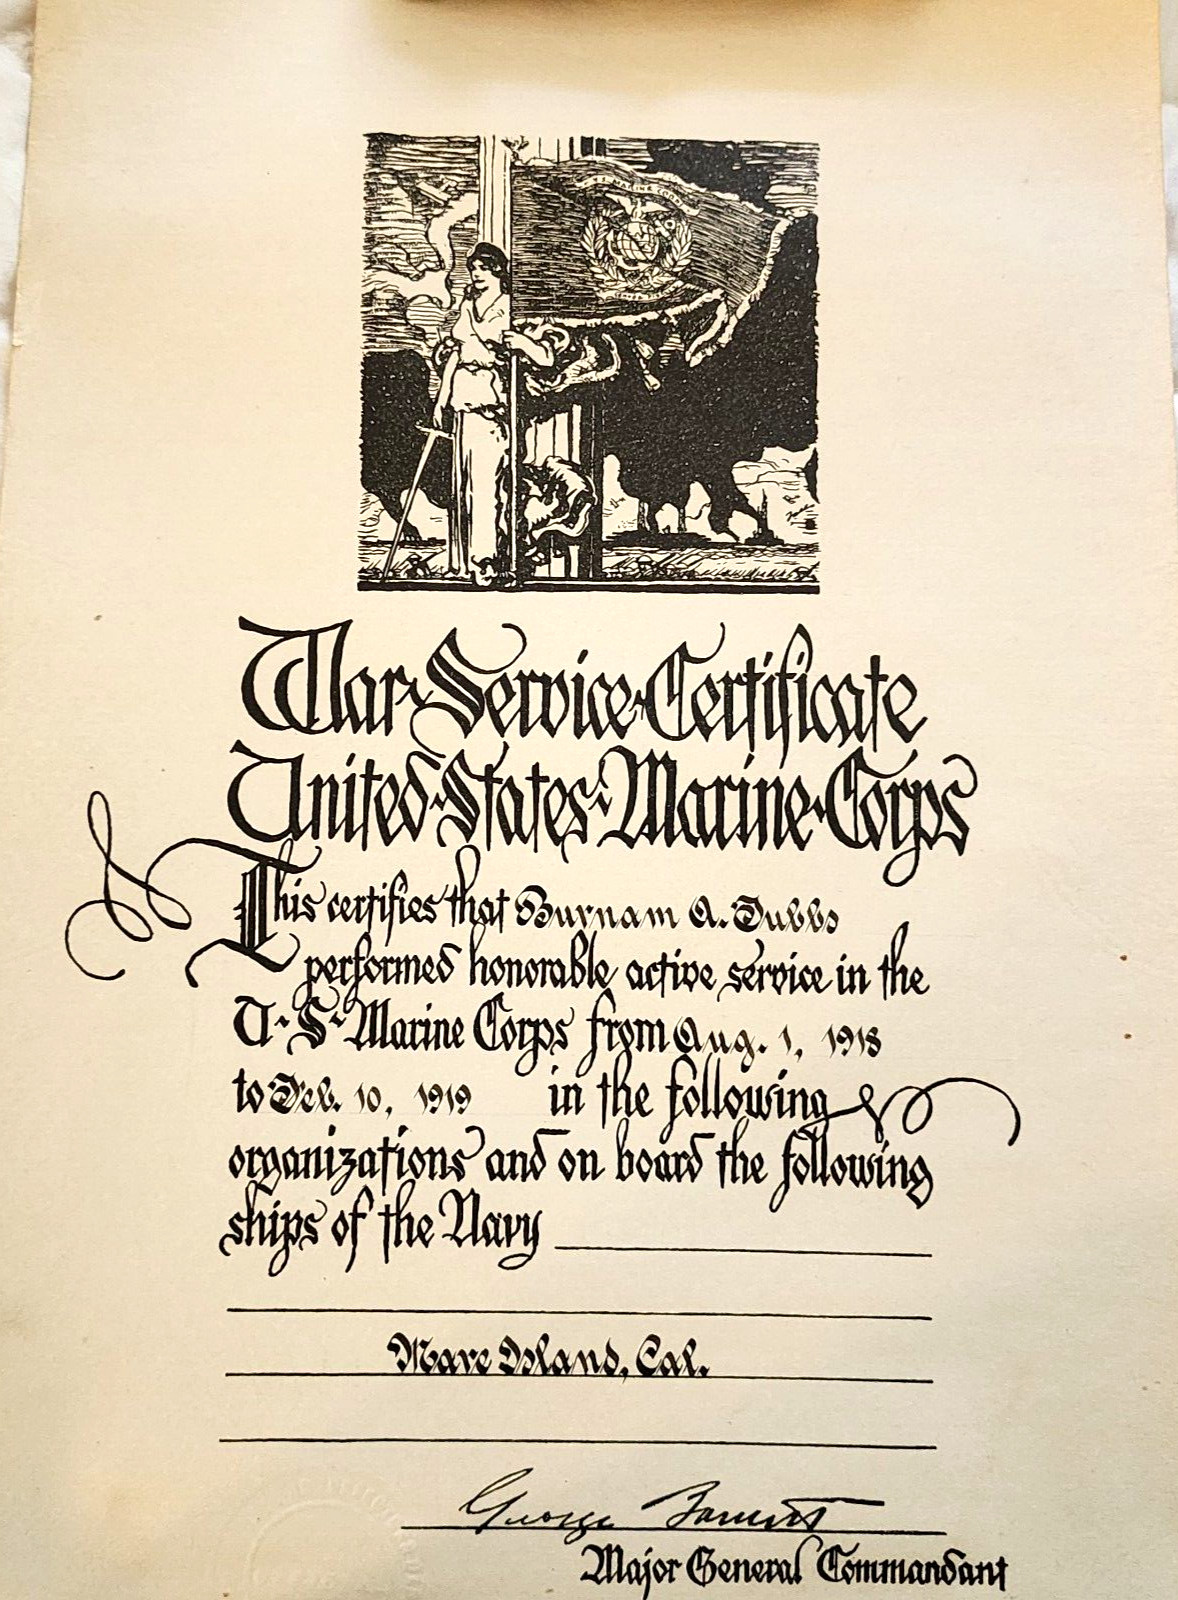 U.S. MARINE CORPS
War Service Certificate
United States Marine Corps
This certifies that Burnam A. Dubbs
performed honorable active service in the
U. S. Marine Corps from Aug. 1, 1918
to Feb. 10, 1919 in the following
organizations and on board the following
ships of the Navy
Mare Island, Cal.
George Barnett
Major General Commandant